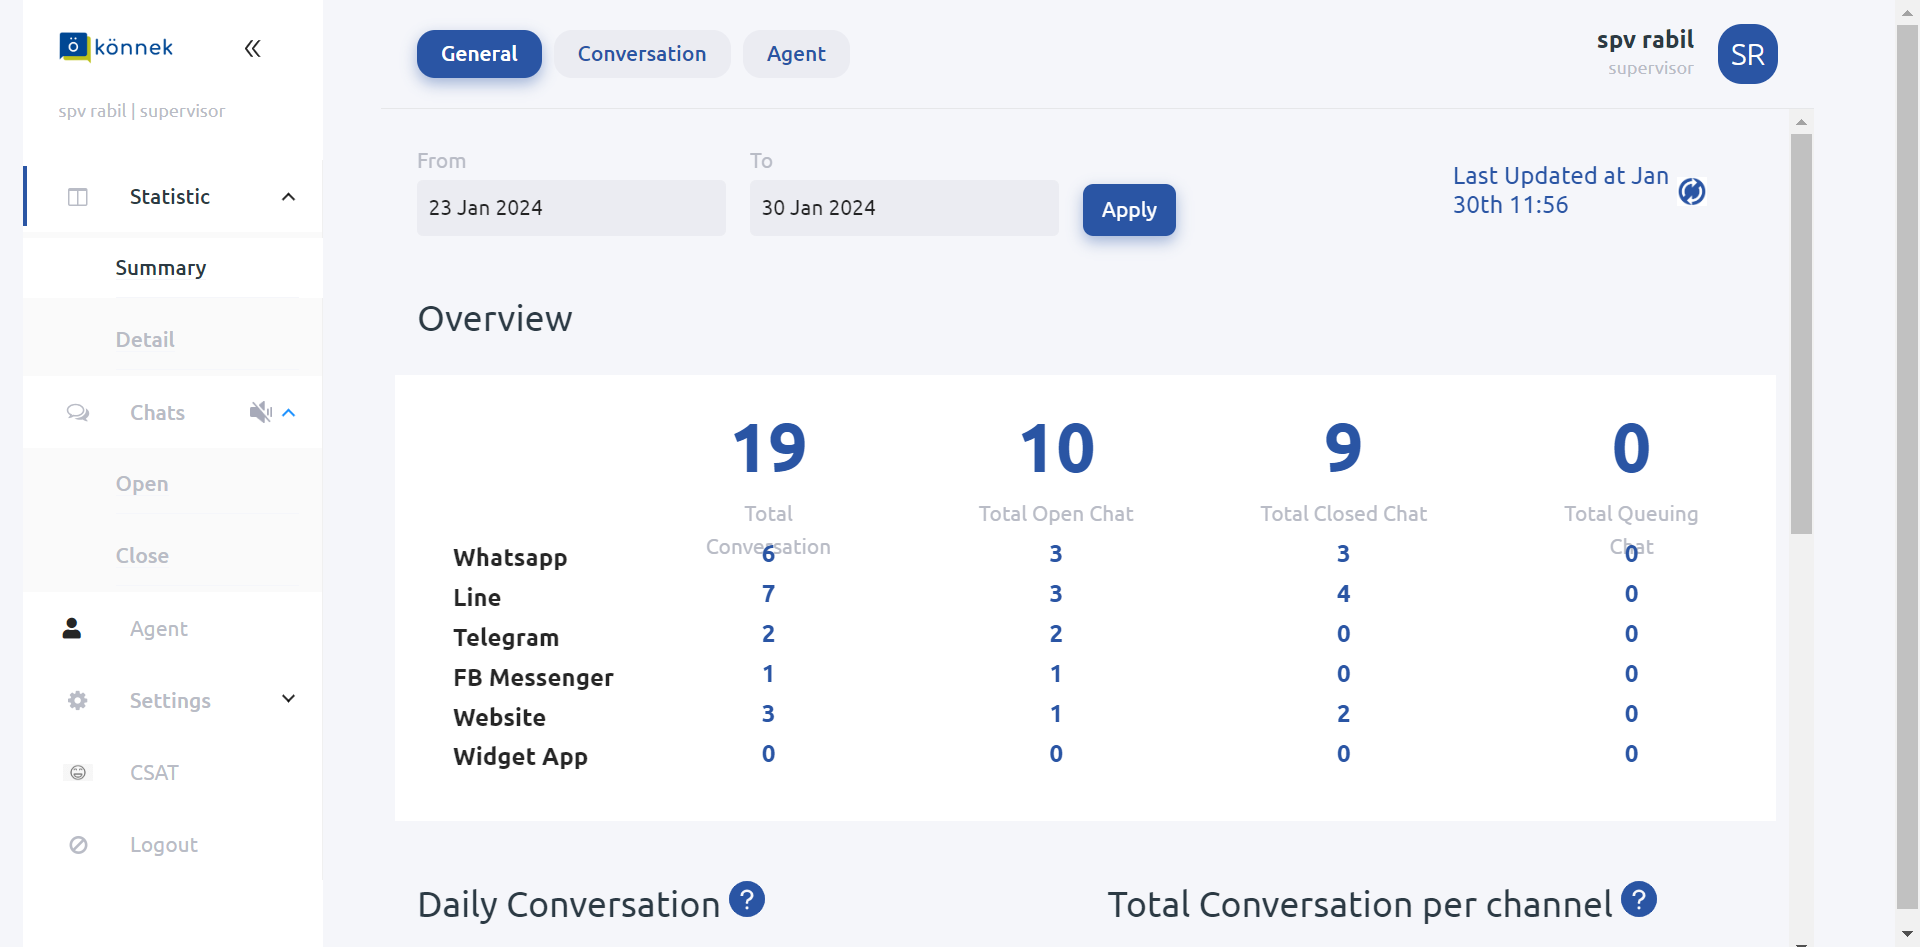 ö könnek
spv rabil | supervisor
Statistic
Summary
Detail
Chats
Open
Close
Agent
Settings
CSAT
Logout
General Conversation Agent
spv rabil
supervisor
SR
From To
23 Jan 2024 30 Jan 2024 Apply
Last Updated at Jan
30th 11:56
Overview
19 10 9 0
Total Total Open Chat Total Closed Chat Total Queuing
Conversation Chat
Whatsapp 6 3 3 0
Line 7 3 4 0
Telegram 2 2 0 0
FB Messenger 1 1 0 0
Website 3 1 2 0
Widget App 0 0 0 0
Daily Conversation ? Total Conversation per channel ?